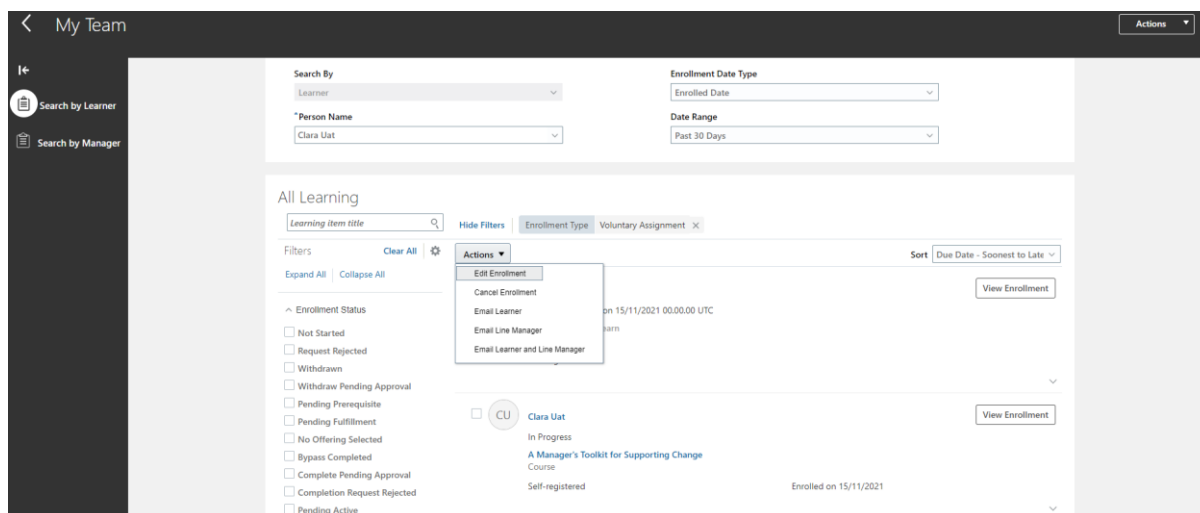 My Team
Actions
Search by Learner
Search by Manager
Search By
Learner
Enrollment Date Type
Enrolled Date
*Person Name
Clara Uat
Date Range
Past 30 Days
All Learning
Learning item title
Hide Filters
Enrollment Type Voluntary Assignment
Filters
Clear All
Expand All
Collapse All
Actions
Sort
Due Date - Soonest to Late
Edit Enrollment
Cancel Enrollment
Email Learner
Email Line Manager
Email Learner and Line Manager
View Enrollment
on 15/11/2021 00.00.00 UTC
Enrollment Status
Not Started
Request Rejected
Withdrawn
Withdraw Pending Approval
Pending Prerequisite
Pending Fulfillment
No Offering Selected
Bypass Completed
Complete Pending Approval
Completion Request Rejected
Pending Active
CU
Clara Uat
View Enrollment
In Progress
A Manager's Toolkit for Supporting Change
Course
Self-registered
Enrolled on 15/11/2021